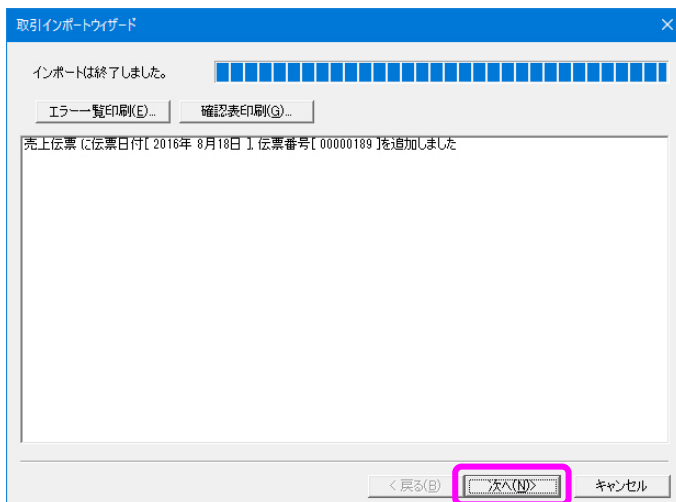 取引インポートウィザード
インポートは終了しました。
エラー一覧印刷(E)...
確認表印刷(G)...
売上伝票 に伝票日付[ 2016年 8月18日 ], 伝票番号[ 00000189 ]を追加しました
< 戻る(B)
次へ(N)>
キャンセル